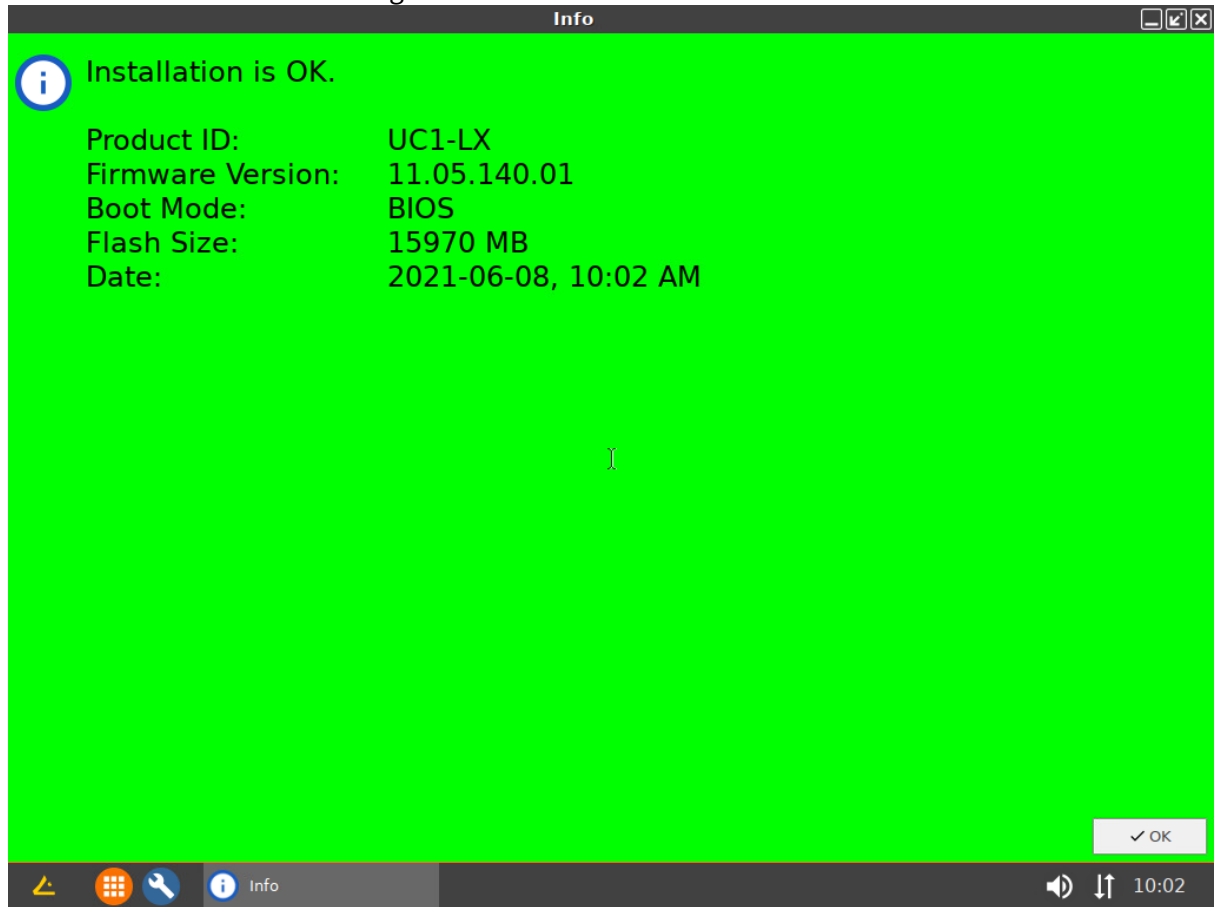 Info
Installation is OK.
Product ID: UC1-LX
Firmware Version: 11.05.140.01
Boot Mode: BIOS
Flash Size: 15970 MB
Date: 2021-06-08, 10:02 AM
OK
Info
10:02